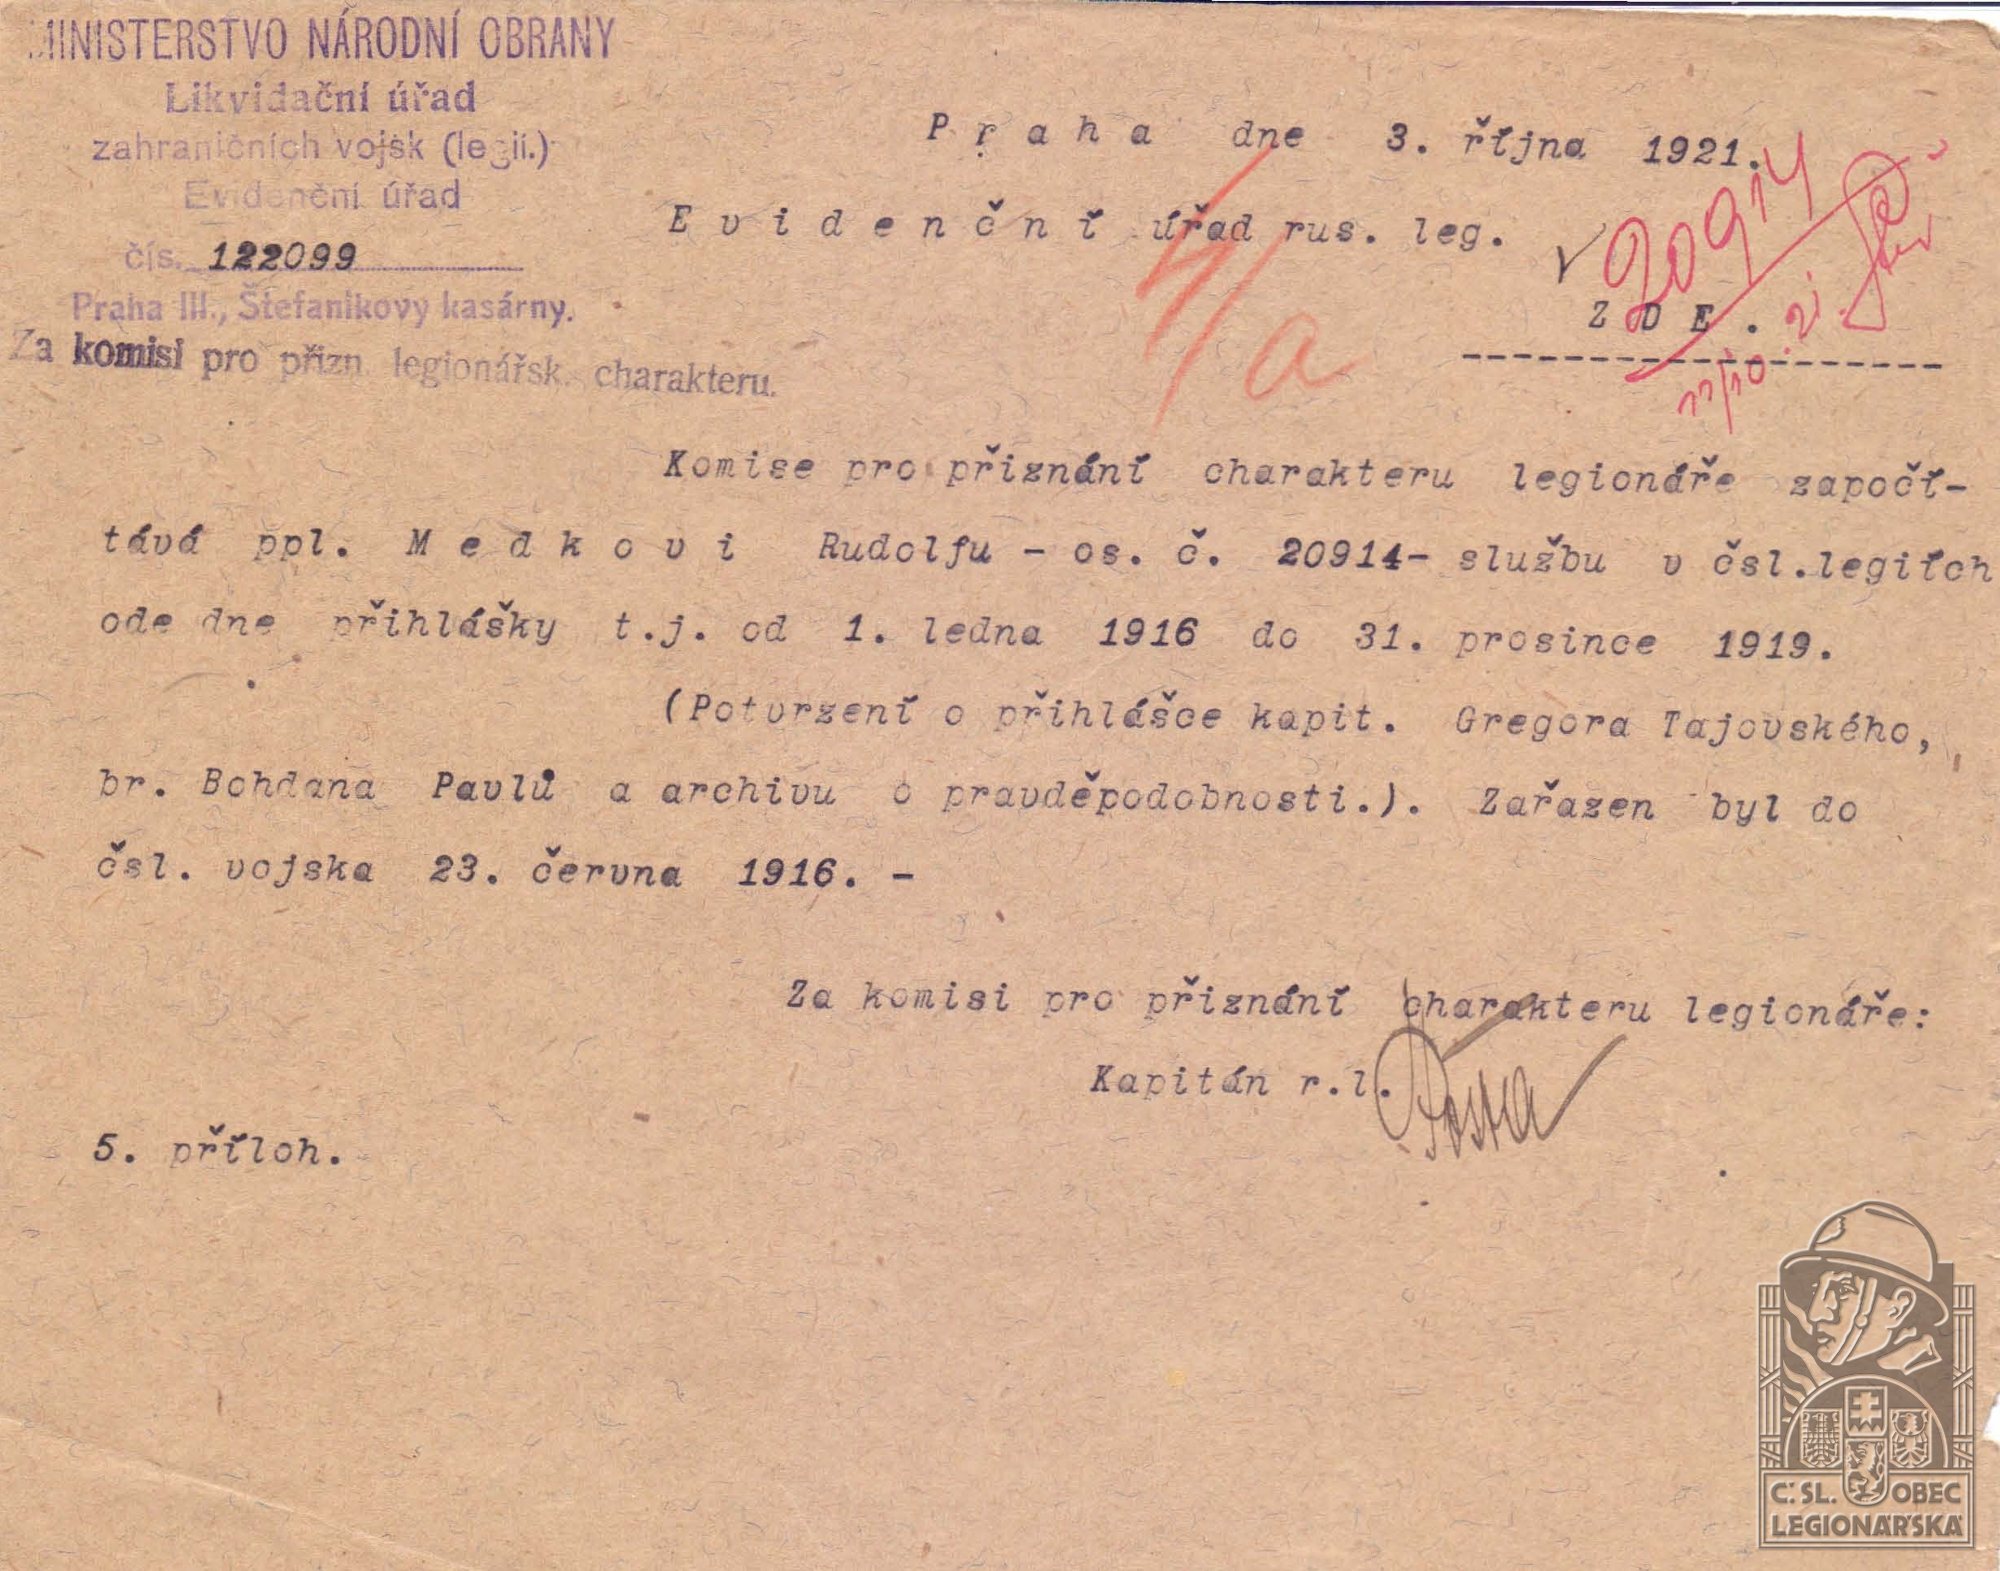 MINISTERSTVO NÁRODNÍ OBRANY
Likvidační úřad
zahraničních vojsk (legií.)
Evidenční úřad
čís. 122099
Praha III., Štefanikovy kasárny.
Za komisi pro přizn. legionářsk. charakteru.
Praha dne 3. října 1921.
Evidenční úřad rus. leg.
20914
ZDE.
4/a
11/10. 21.
Komise pro přiznání charakteru legionáře započí-
tává ppl. Medkovi Rudolfu - os. č. 20914 - službu v čsl. legiích
ode dne přihlášky t.j. od 1. ledna 1916 do 31. prosince 1919.
(Potvrzení o přihlášce kapit. Gregora Tajovského,
br. Bohdana Pavlů a archivu o pravděpodobnosti.). Zařazen byl do
čsl. vojska 23. června 1916. -
Za komisi pro přiznání charakteru legionáře:
Kapitán r.l.
5. příloh.
Č. SL. OBEC
LEGIONÁŘSKÁ